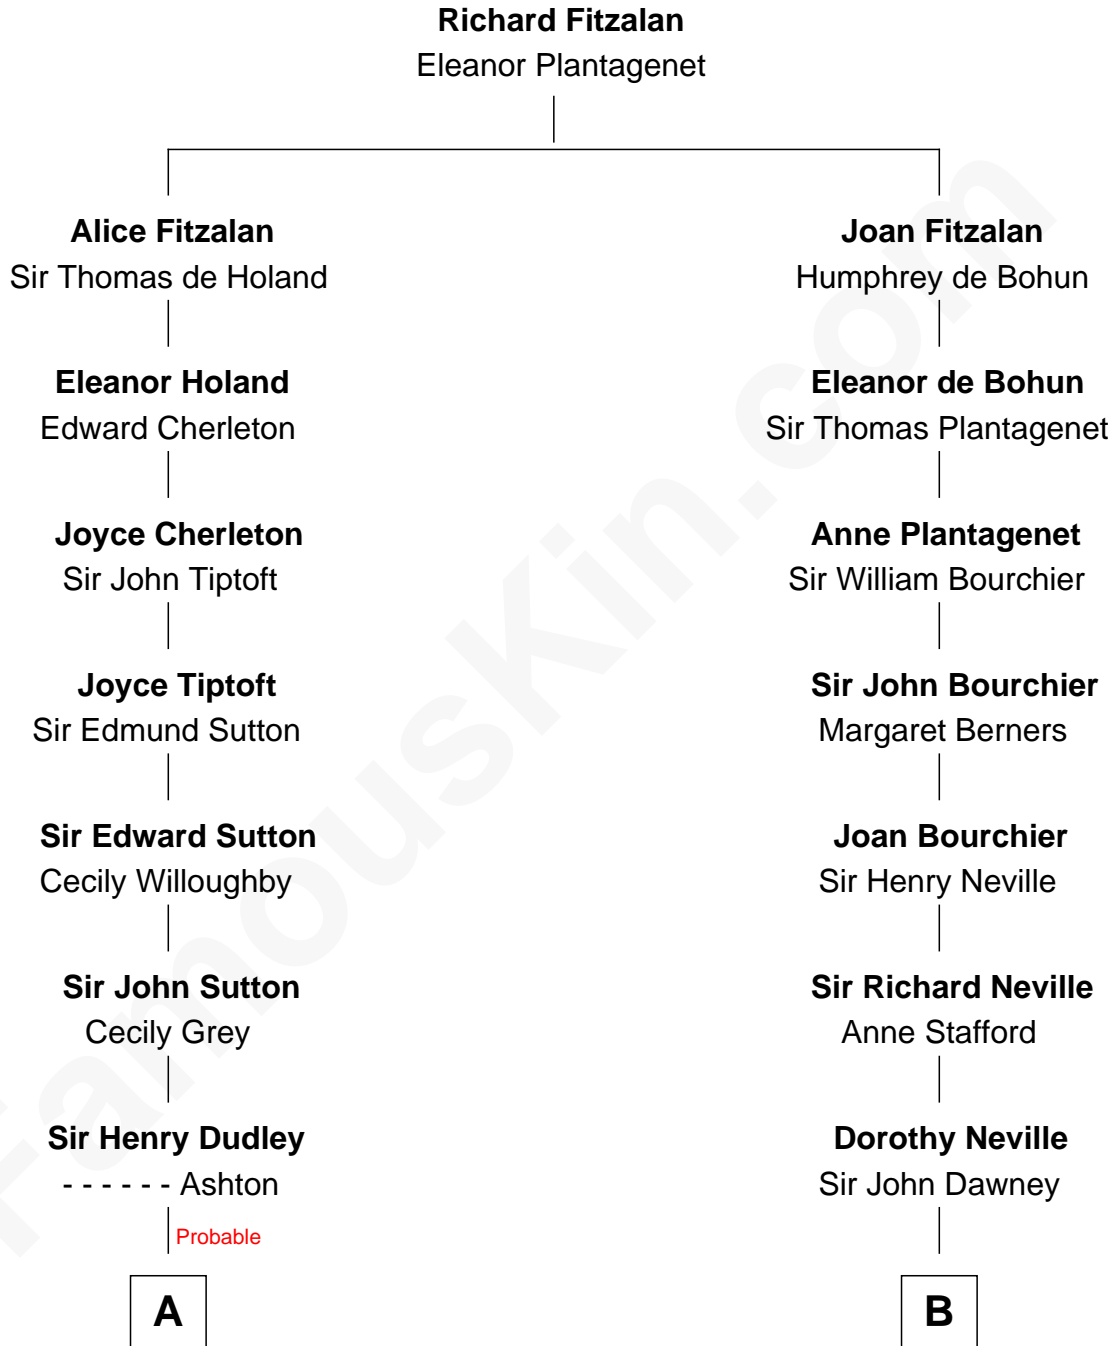 Richard Fitzalan
Eleanor Plantagenet
Alice Fitzalan
Sir Thomas de Holand
Joan Fitzalan
Humphrey de Bohun
Eleanor Holand
Edward Cherleton
Eleanor de Bohun
Sir Thomas Plantagenet
Joyce Cherleton
Sir John Tiptoft
Anne Plantagenet
Sir William Bourchier
Joyce Tiptoft
Sir Edmund Sutton
Sir John Bourchier
Margaret Berners
Sir Edward Sutton
Cecily Willoughby
Joan Bourchier
Sir Henry Neville
Sir John Sutton
Cecily Grey
Sir Richard Neville
Anne Stafford
Sir Henry Dudley
- - - - - - Ashton
Dorothy Neville
Sir John Dawney
Probable
A
B
FamousKin.com